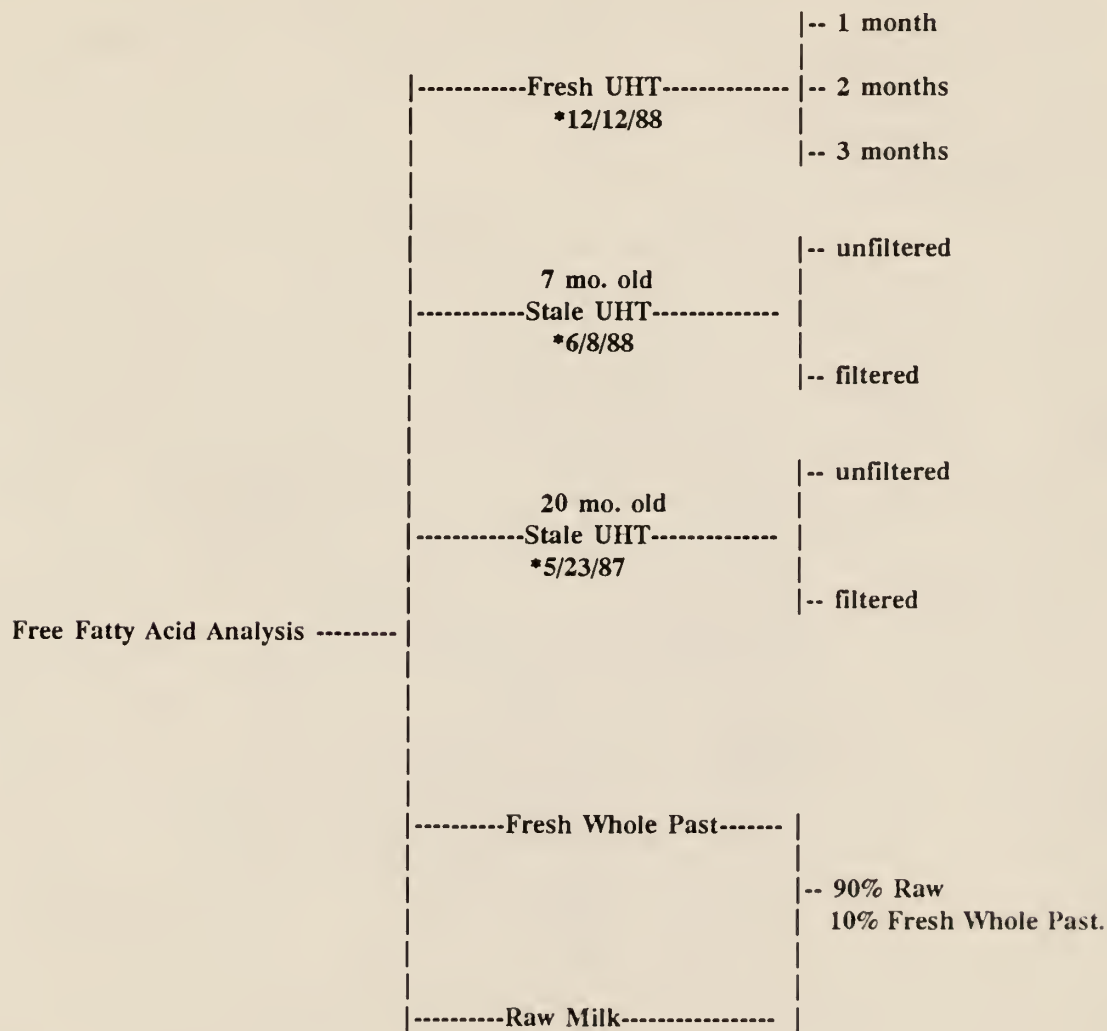 |-- 1 month
|------------Fresh UHT-------------|-- 2 months
*12/12/88
|-- 3 months
|-- unfiltered
7 mo. old
|------------Stale UHT-------------
*6/8/88
|-- filtered
|-- unfiltered
20 mo. old
|------------Stale UHT-------------
*5/23/87
|-- filtered
Free Fatty Acid Analysis ---------
|----------Fresh Whole Past-------
|-- 90% Raw
10% Fresh Whole Past.
|----------Raw Milk----------------